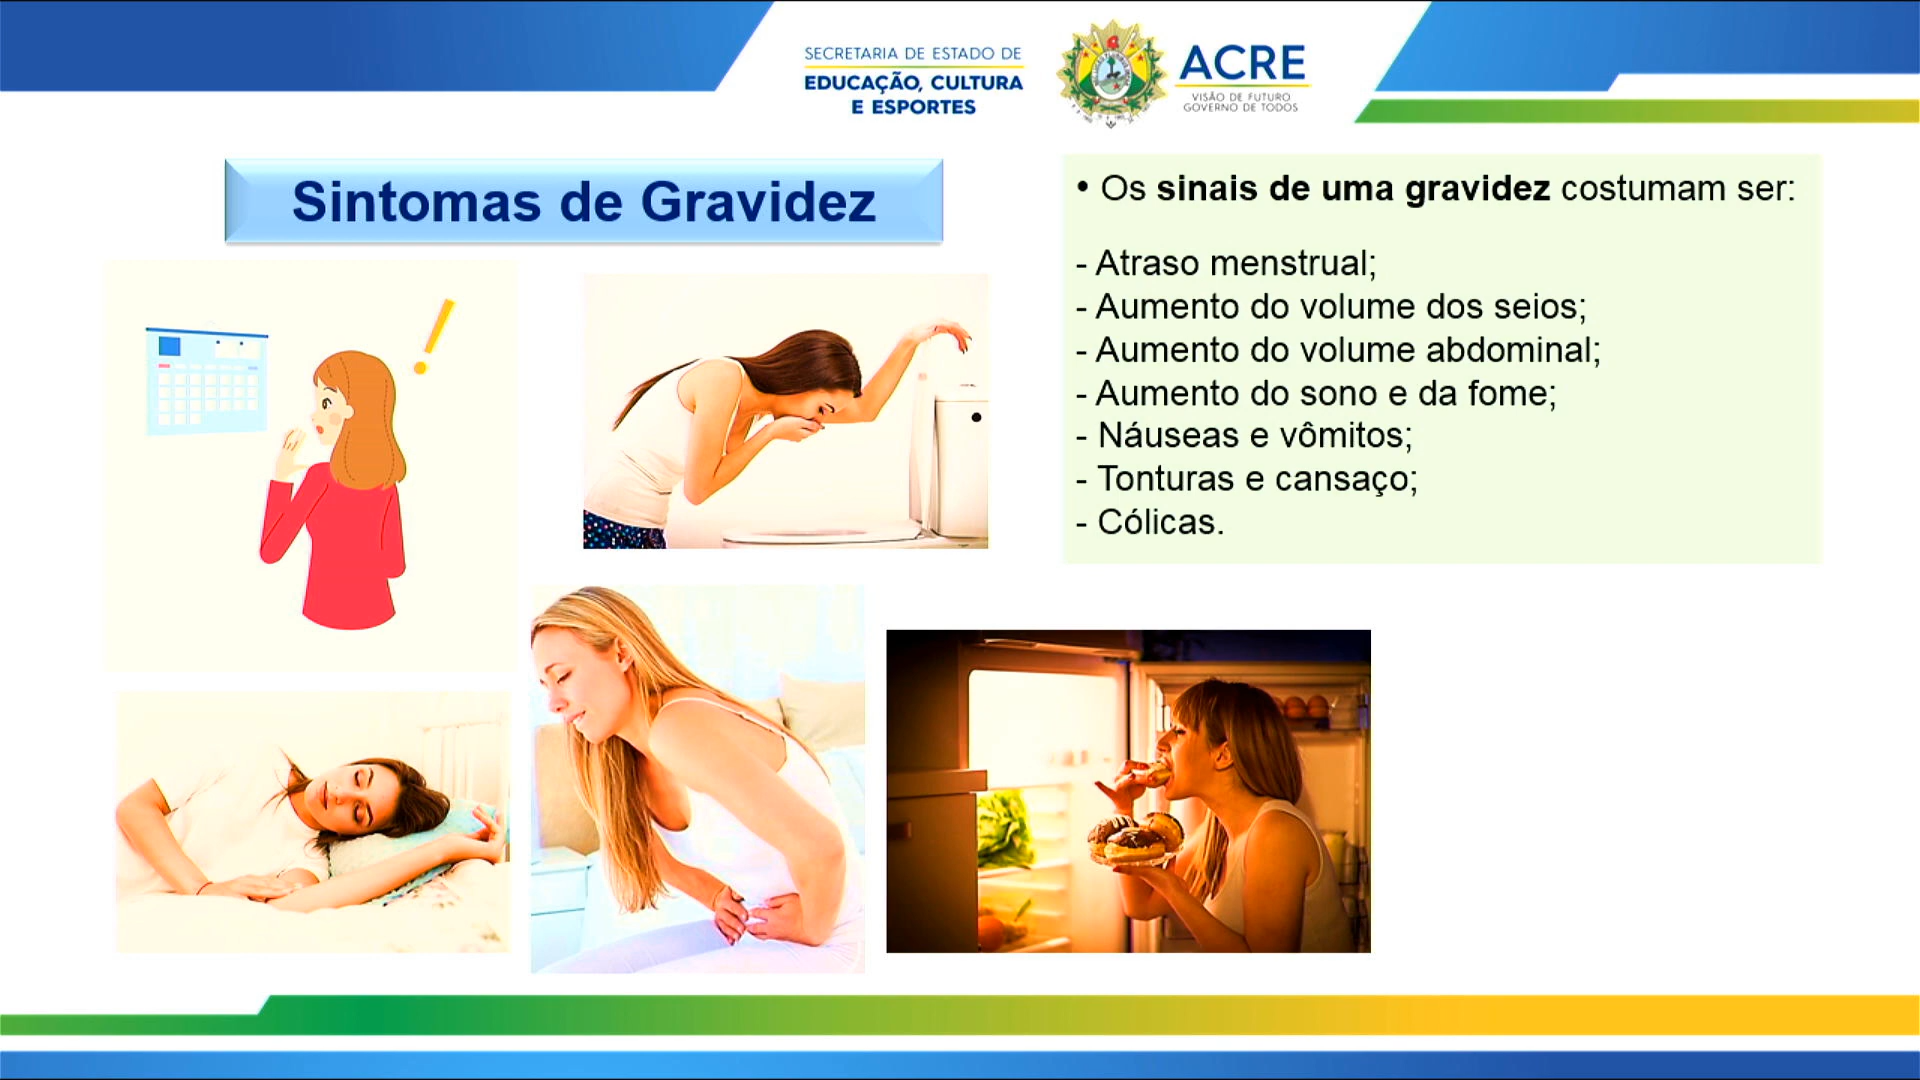 SECRETARIA DE ESTADO DE
EDUCAÇÃO, CULTURA
E ESPORTES
ACRE
VISÃO DE FUTURO
GOVERNO DE TODOS
Sintomas de Gravidez
• Os sinais de uma gravidez costumam ser:
- Atraso menstrual;
- Aumento do volume dos seios;
- Aumento do volume abdominal;
- Aumento do sono e da fome;
- Náuseas e vômitos;
- Tonturas e cansaço;
- Cólicas.